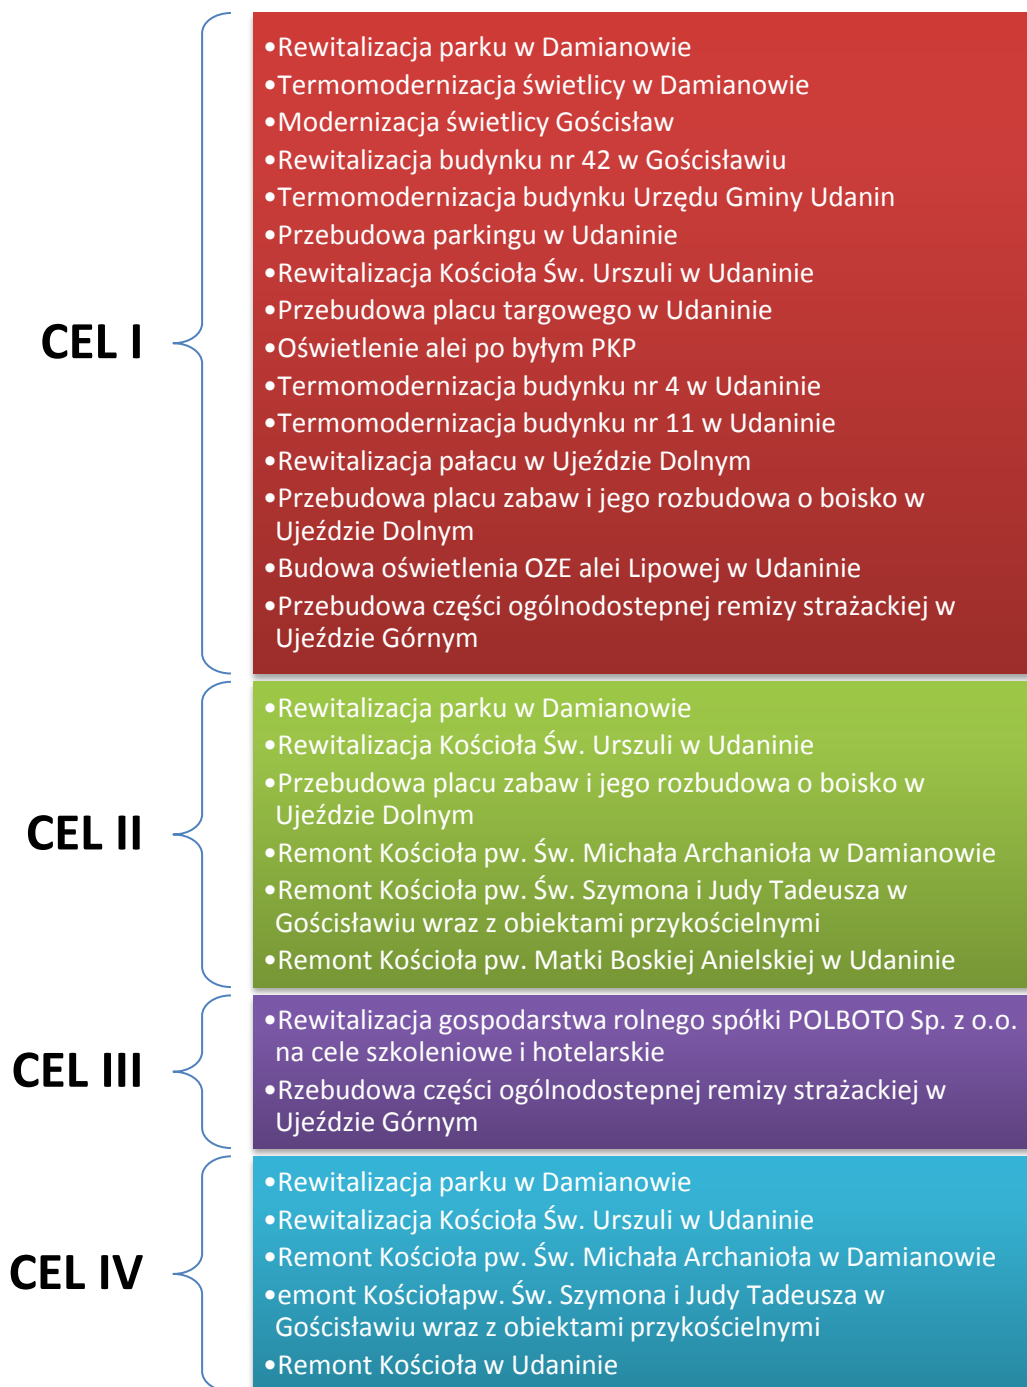 CEL I
•Rewitalizacja parku w Damianowie
•Termomodernizacja świetlicy w Damianowie
•Modernizacja świetlicy Gościsław
•Rewitalizacja budynku nr 42 w Gościsławiu
•Termomodernizacja budynku Urzędu Gminy Udanin
•Przebudowa parkingu w Udaninie
•Rewitalizacja Kościoła Św. Urszuli w Udaninie
•Przebudowa placu targowego w Udaninie
•Oświetlenie alei po byłym PKP
•Termomodernizacja budynku nr 4 w Udaninie
•Termomodernizacja budynku nr 11 w Udaninie
•Rewitalizacja pałacu w Ujeździe Dolnym
•Przebudowa placu zabaw i jego rozbudowa o boisko w
Ujeździe Dolnym
•Budowa oświetlenia OZE alei Lipowej w Udaninie
•Przebudowa części ogólnodostepnej remizy strażackiej w
Ujeździe Górnym
CEL II
•Rewitalizacja parku w Damianowie
•Rewitalizacja Kościoła Św. Urszuli w Udaninie
•Przebudowa placu zabaw i jego rozbudowa o boisko w
Ujeździe Dolnym
•Remont Kościoła pw. Św. Michała Archanioła w Damianowie
•Remont Kościoła pw. Św. Szymona i Judy Tadeusza w
Gościsławiu wraz z obiektami przykościelnymi
•Remont Kościoła pw. Matki Boskiej Anielskiej w Udaninie
CEL III
•Rewitalizacja gospodarstwa rolnego spółki POLBOTO Sp. z o.o.
na cele szkoleniowe i hotelarskie
•Rzebudowa części ogólnodostepnej remizy strażackiej w
Ujeździe Górnym
CEL IV
•Rewitalizacja parku w Damianowie
•Rewitalizacja Kościoła Św. Urszuli w Udaninie
•Remont Kościoła pw. Św. Michała Archanioła w Damianowie
•emont Kościołapw. Św. Szymona i Judy Tadeusza w
Gościsławiu wraz z obiektami przykościelnymi
•Remont Kościoła w Udaninie